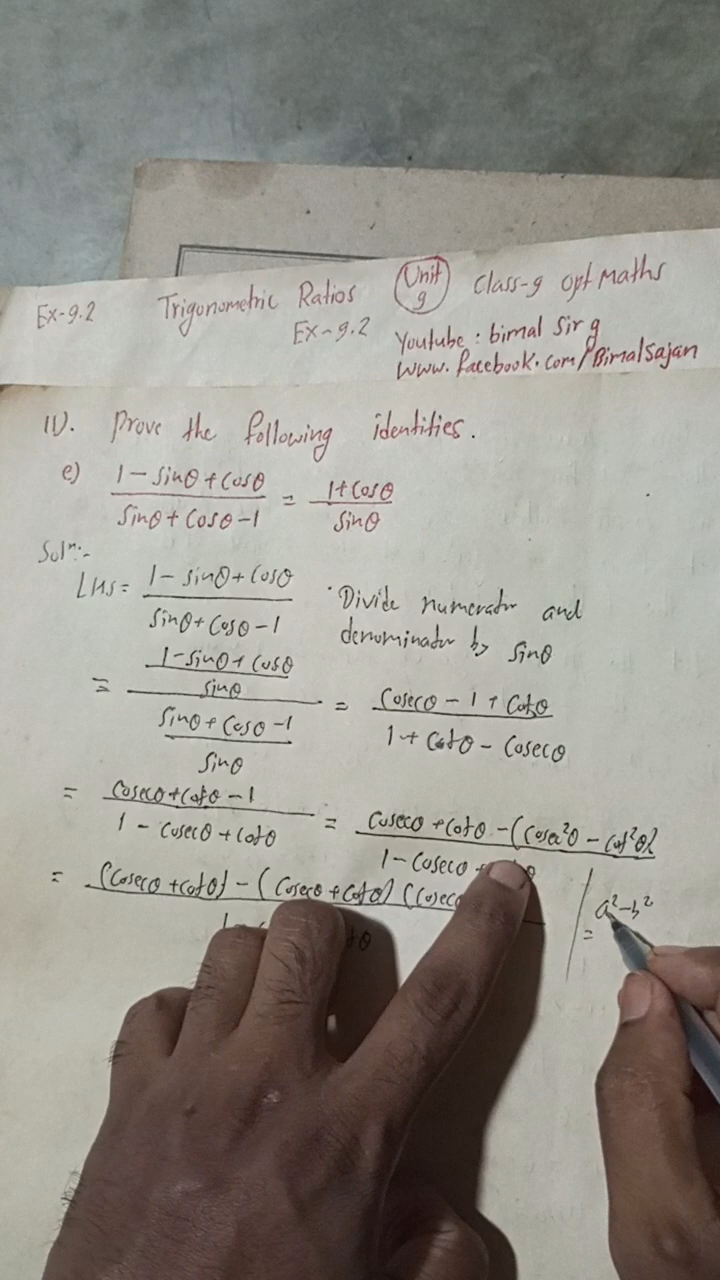 Ex-9.2 Trigonometric Ratios Unit 9 Class-9 opt Maths
Ex-9.2 Youtube : bimal Sir g
www.facebook.com/Bimalsajan
11). Prove the following identities.
e) 1 - sinθ + cosθ / sinθ + cosθ - 1 = 1 + cosθ / sinθ
Solⁿ:-
LHS = 1 - sinθ + cosθ / sinθ + cosθ - 1 Divide numerator and
denominator by sinθ
= 1 - sinθ + cosθ / sinθ / sinθ + cosθ - 1 / sinθ = Cosecθ - 1 + Cotθ / 1 + Cotθ - Cosecθ
= Cosecθ + cotθ - 1 / 1 - Cosecθ + cotθ = Cosecθ + cotθ - (Cosec²θ - cot²θ) / 1 - Cosecθ
= (Cosecθ + cotθ) - (Cosecθ + cotθ) (Cosec
a² - b²
=